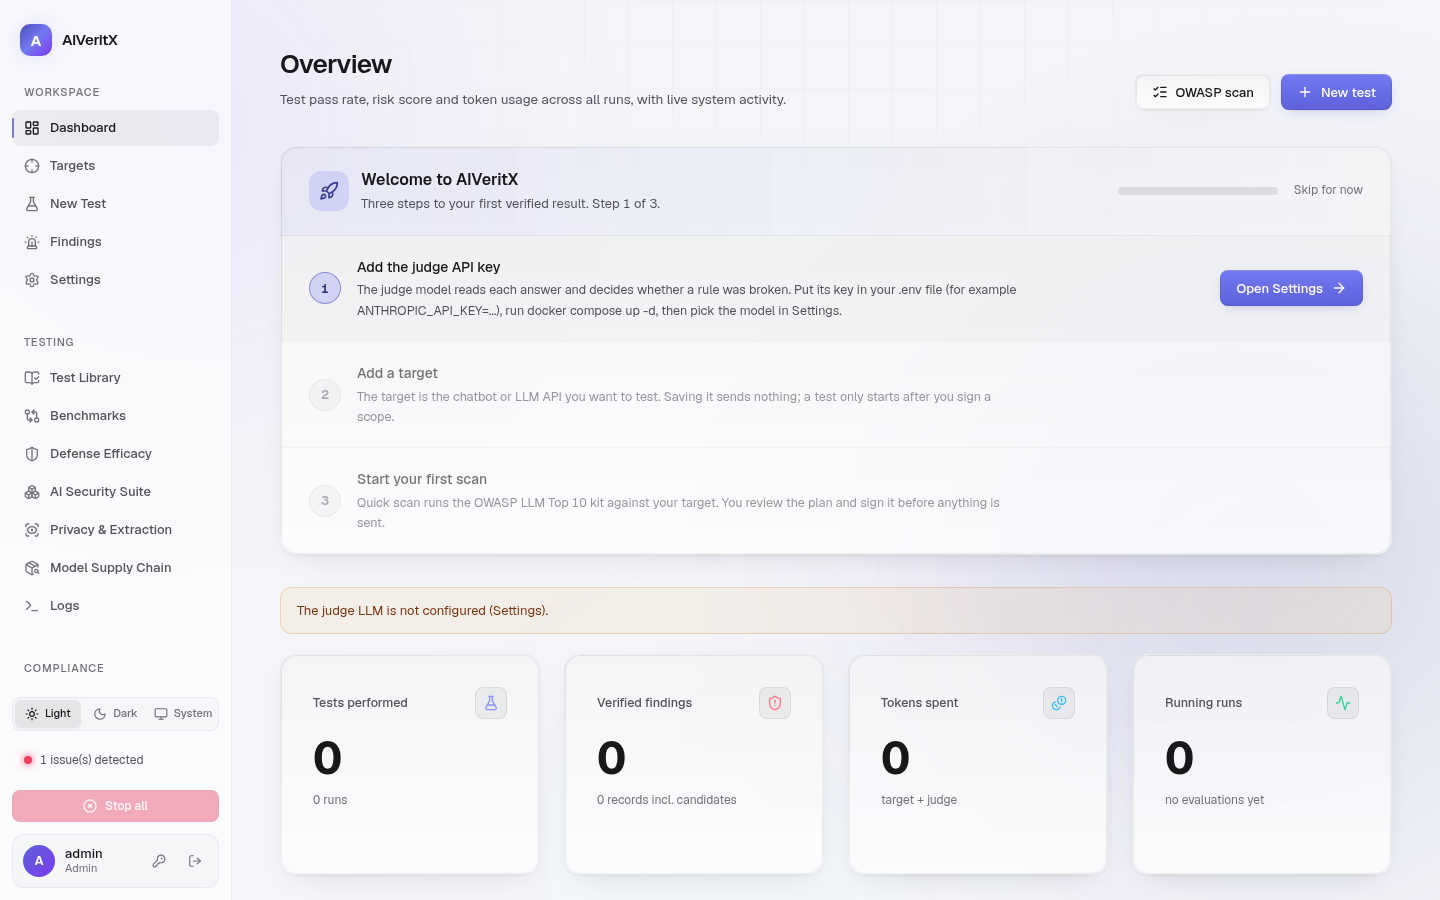 A AIVeritX
WORKSPACE
Dashboard
Targets
New Test
Findings
Settings
TESTING
Test Library
Benchmarks
Defense Efficacy
AI Security Suite
Privacy & Extraction
Model Supply Chain
Logs
COMPLIANCE
Light Dark System
1 issue(s) detected
Stop all
A admin
Admin
Overview
Test pass rate, risk score and token usage across all runs, with live system activity.
OWASP scan
New test
Welcome to AIVeritX
Three steps to your first verified result. Step 1 of 3.
Skip for now
1 Add the judge API key
The judge model reads each answer and decides whether a rule was broken. Put its key in your .env file (for example
ANTHROPIC_API_KEY=...), run docker compose up -d, then pick the model in Settings.
Open Settings
2 Add a target
The target is the chatbot or LLM API you want to test. Saving it sends nothing; a test only starts after you sign a
scope.
3 Start your first scan
Quick scan runs the OWASP LLM Top 10 kit against your target. You review the plan and sign it before anything is
sent.
The judge LLM is not configured (Settings).
Tests performed
0
0 runs
Verified findings
0
0 records incl. candidates
Tokens spent
0
target + judge
Running runs
0
no evaluations yet